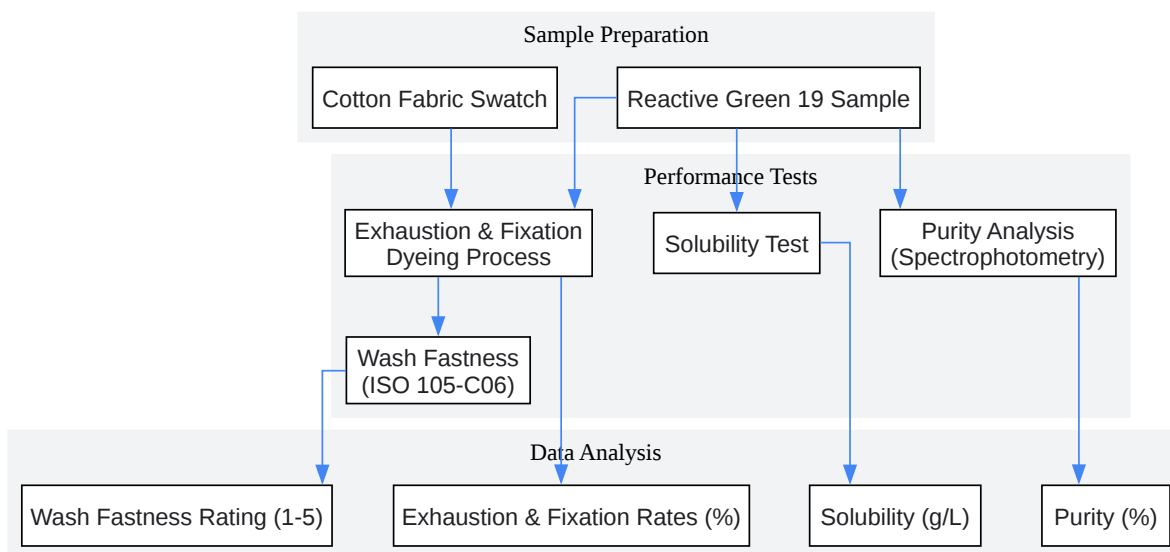 Sample Preparation
Cotton Fabric Swatch
Reactive Green 19 Sample
Performance Tests
Exhaustion & Fixation
Dyeing Process
Solubility Test
Purity Analysis
(Spectrophotometry)
Wash Fastness
(ISO 105-C06)
Data Analysis
Wash Fastness Rating (1-5)
Exhaustion & Fixation Rates (%)
Solubility (g/L)
Purity (%)